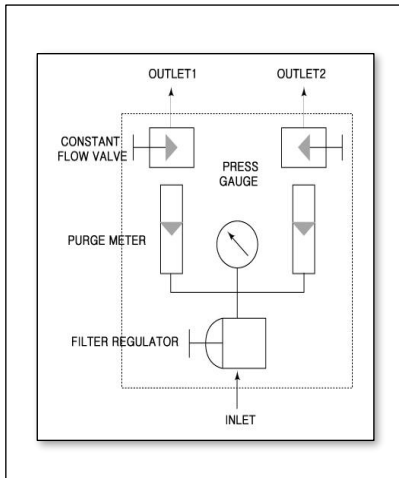 OUTLET1
OUTLET2
CONSTANT
FLOW VALVE
PRESS
GAUGE
PURGE METER
FILTER REGULATOR
INLET